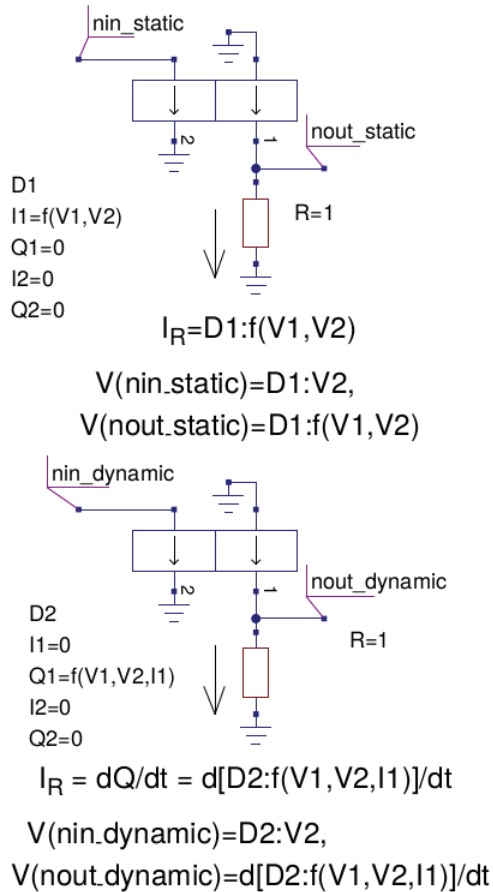 nin_static
2
1
nout_static
D1
I1=f(V1,V2)
Q1=0
I2=0
Q2=0
R=1
IR=D1:f(V1,V2)
V(nin_static)=D1:V2,
V(nout_static)=D1:f(V1,V2)
nin_dynamic
2
1
nout_dynamic
D2
I1=0
Q1=f(V1,V2,I1)
I2=0
Q2=0
R=1
IR = dQ/dt = d[D2:f(V1,V2,I1)]/dt
V(nin_dynamic)=D2:V2,
V(nout_dynamic)=d[D2:f(V1,V2,I1)]/dt